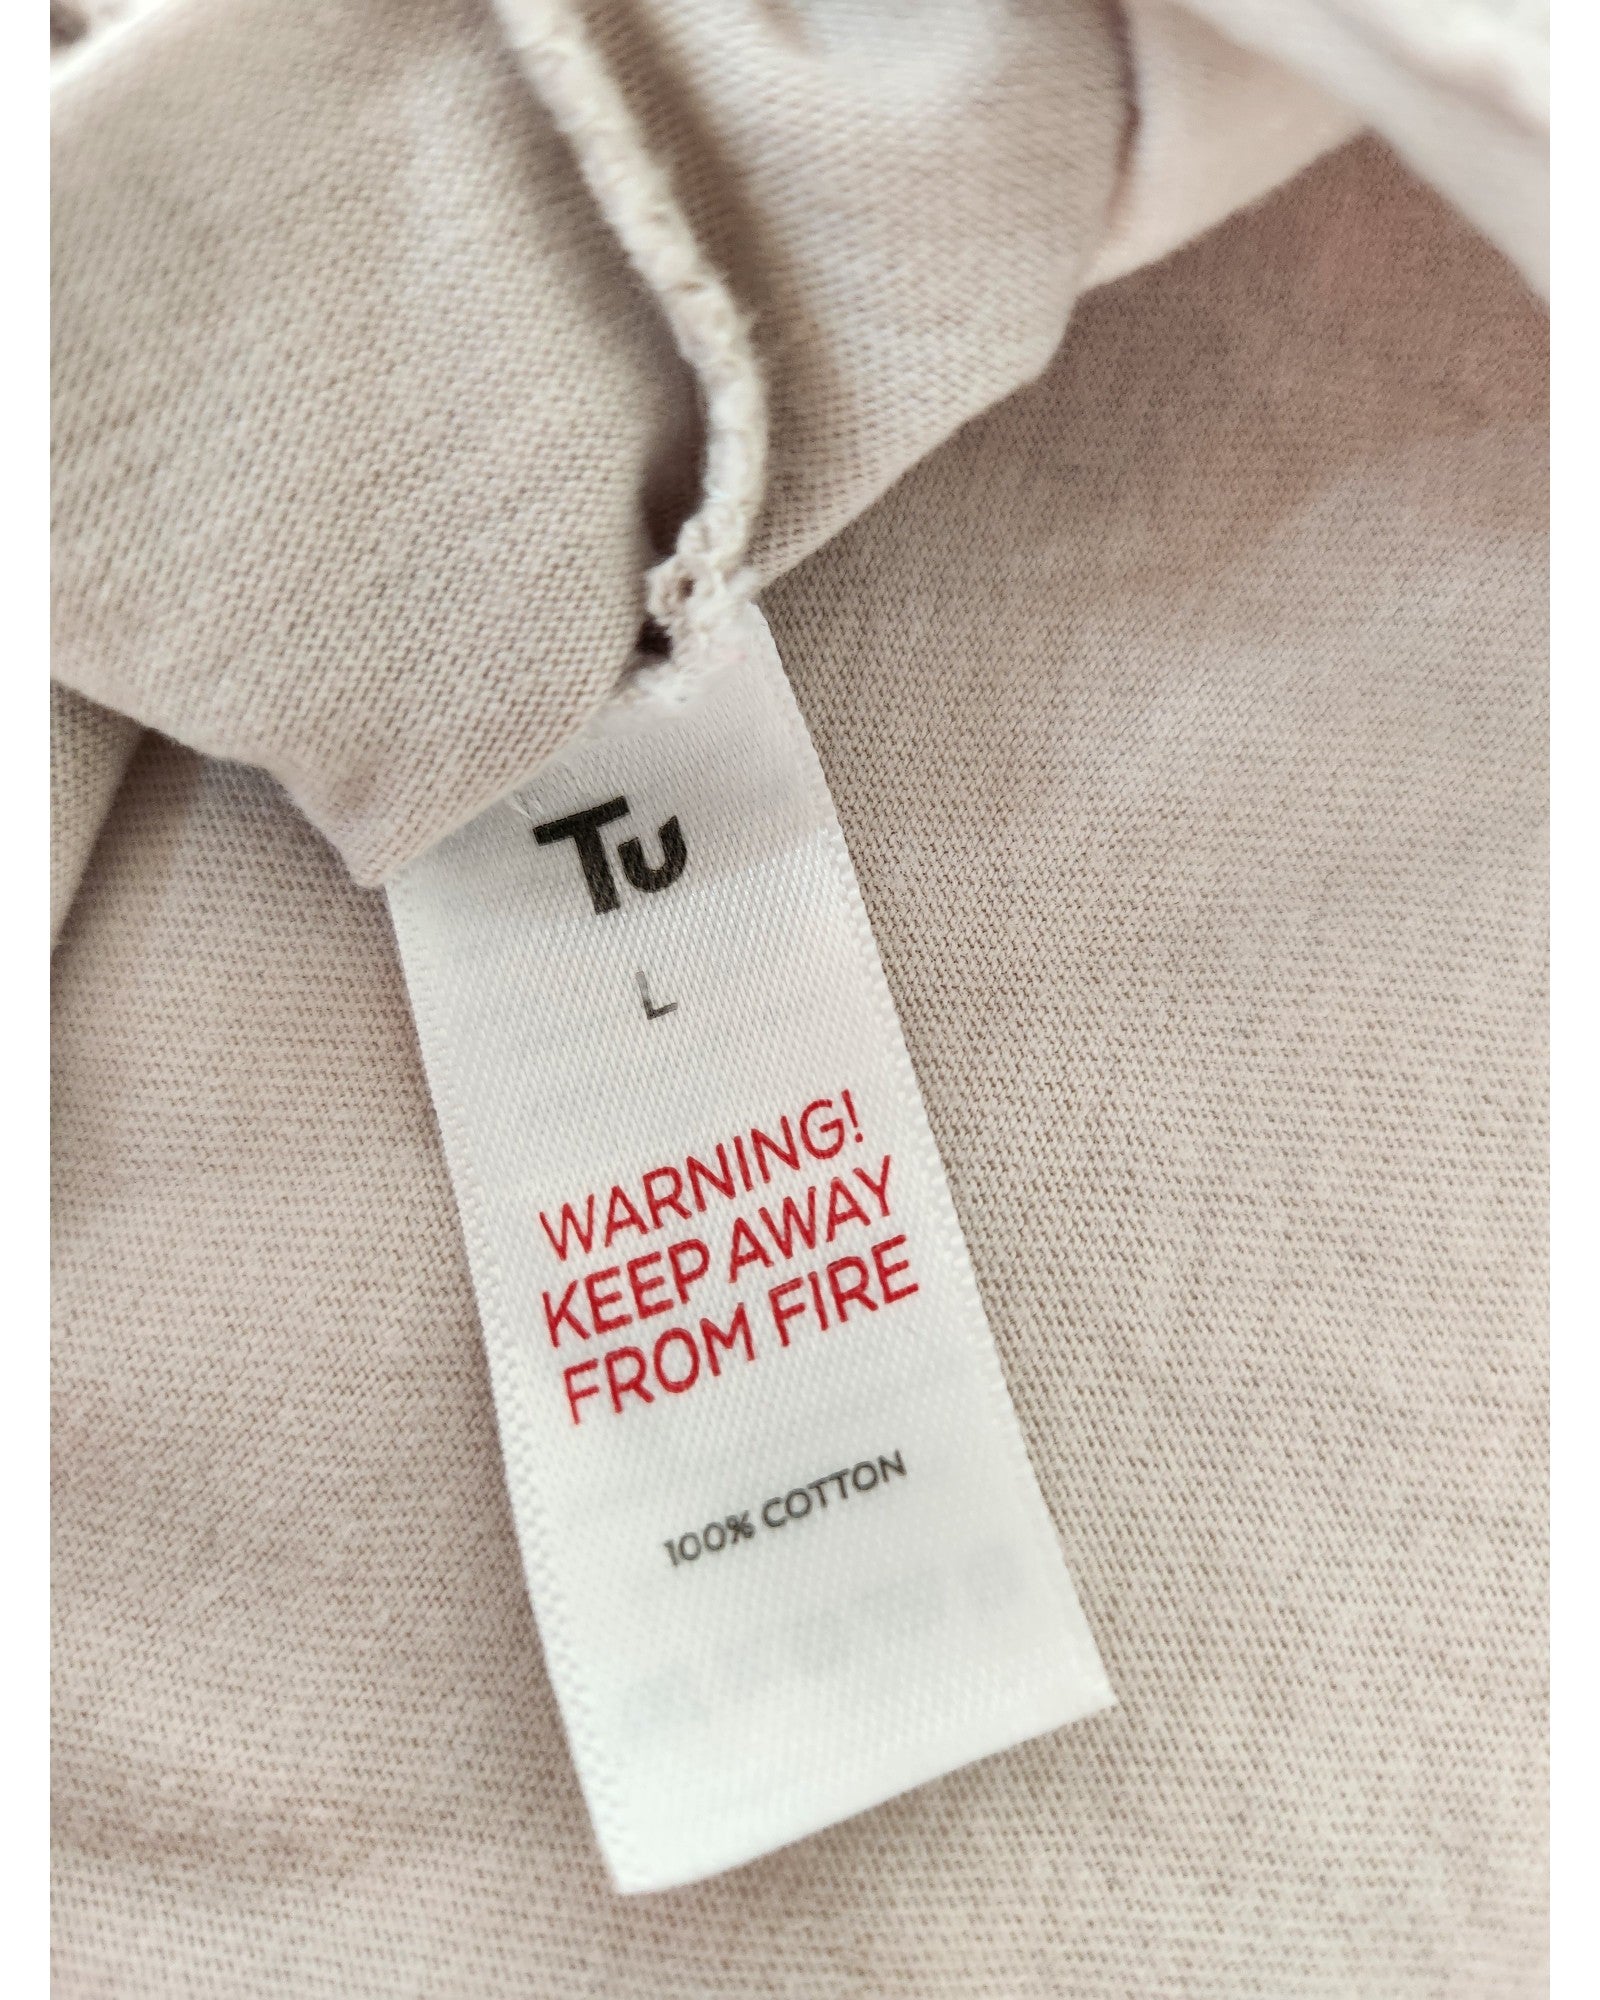 Tu
L
WARNING!
KEEP AWAY
FROM FIRE
100% COTTON